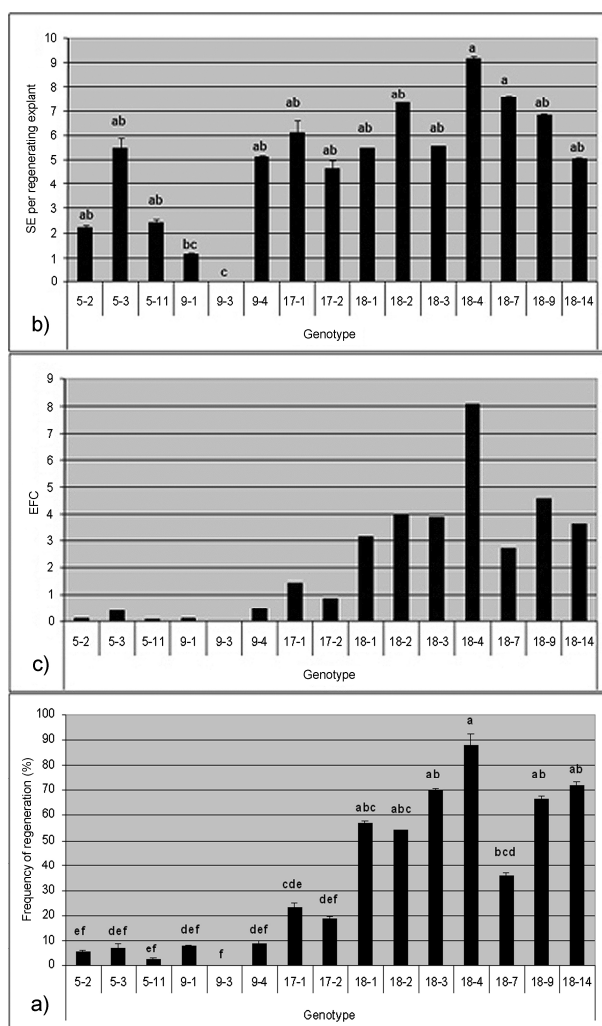 10
9
8
7
6
5
4
3
2
1
0
SE per regenerating explant
ab ab ab bc c ab ab ab ab ab ab a a ab ab
5-2 5-3 5-11 9-1 9-3 9-4 17-1 17-2 18-1 18-2 18-3 18-4 18-7 18-9 18-14
Genotype
b)
9
8
7
6
5
4
3
2
1
0
EFC
5-2 5-3 5-11 9-1 9-3 9-4 17-1 17-2 18-1 18-2 18-3 18-4 18-7 18-9 18-14
Genotype
c)
100
90
80
70
60
50
40
30
20
10
0
Frequency of regeneration (%)
ef def ef def f def cde def abc abc ab a bcd ab ab
5-2 5-3 5-11 9-1 9-3 9-4 17-1 17-2 18-1 18-2 18-3 18-4 18-7 18-9 18-14
Genotype
a)